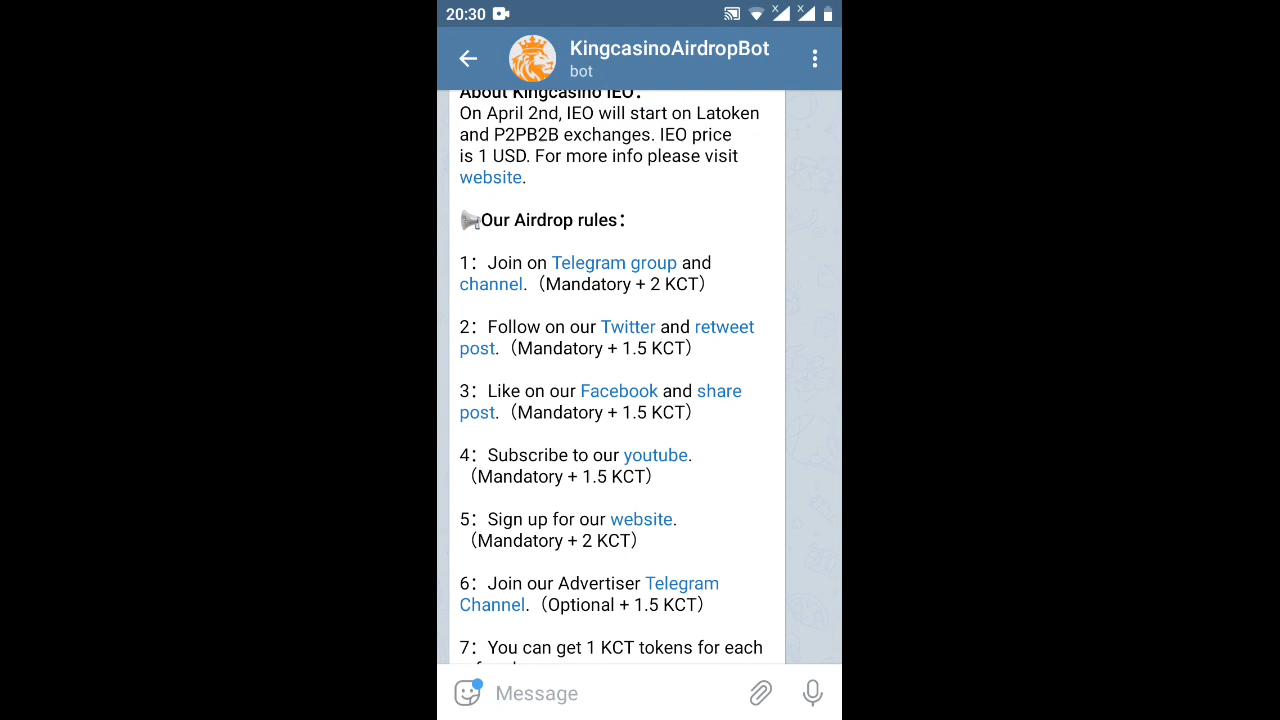 20:30
KingcasinoAirdropBot
bot
About Kingcasino IEO：
On April 2nd, IEO will start on Latoken
and P2PB2B exchanges. IEO price
is 1 USD. For more info please visit
website.
Our Airdrop rules：
1：Join on Telegram group and
channel.（Mandatory + 2 KCT）
2：Follow on our Twitter and retweet
post.（Mandatory + 1.5 KCT）
3：Like on our Facebook and share
post.（Mandatory + 1.5 KCT）
4：Subscribe to our youtube.
（Mandatory + 1.5 KCT）
5：Sign up for our website.
（Mandatory + 2 KCT）
6：Join our Advertiser Telegram
Channel.（Optional + 1.5 KCT）
7：You can get 1 KCT tokens for each
Message